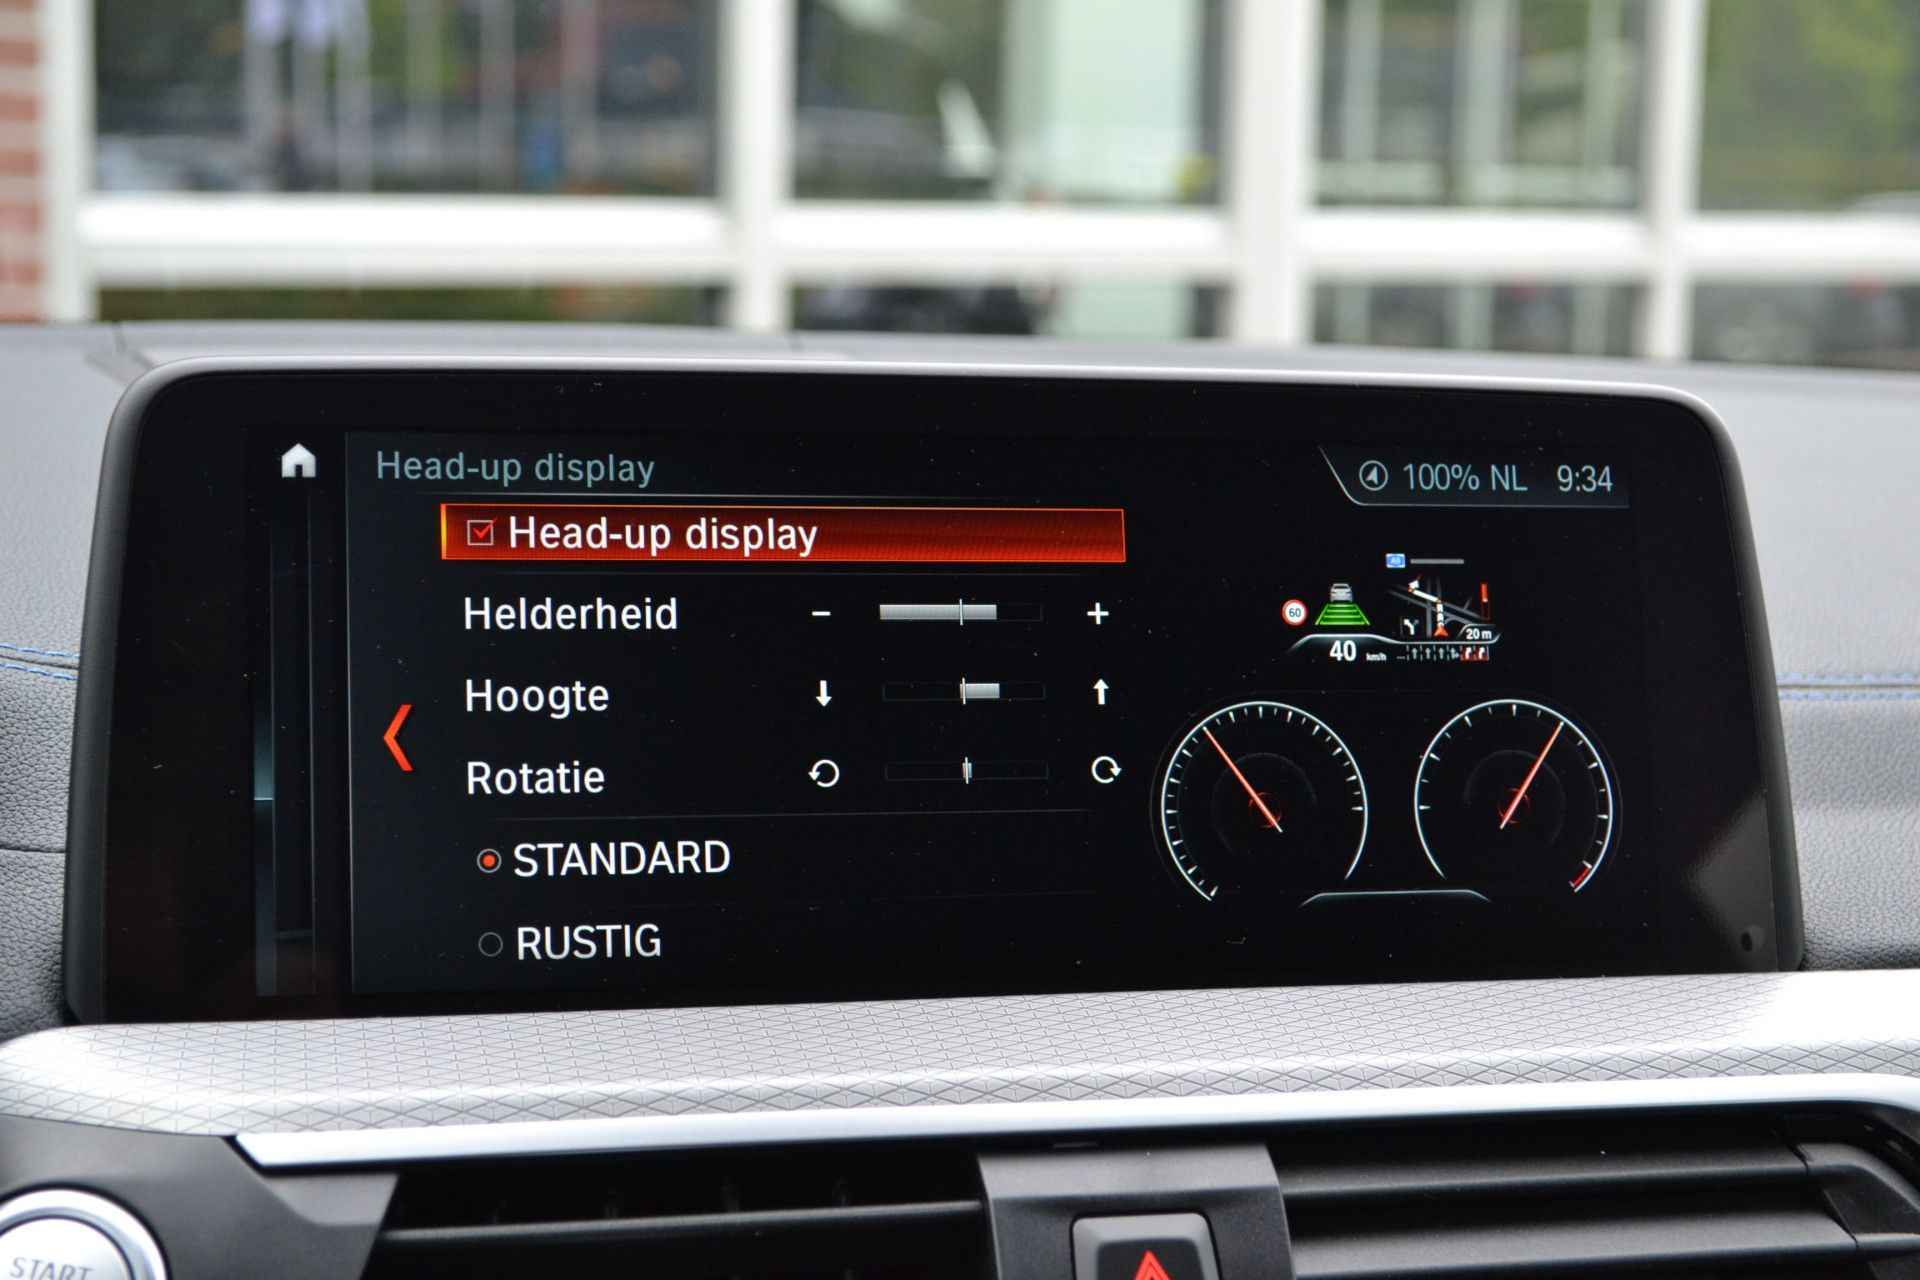 Head-up display
100% NL 9:34
Head-up display
Helderheid - +
Hoogte
Rotatie
STANDARD
RUSTIG
60
20 m
40 km/h
START